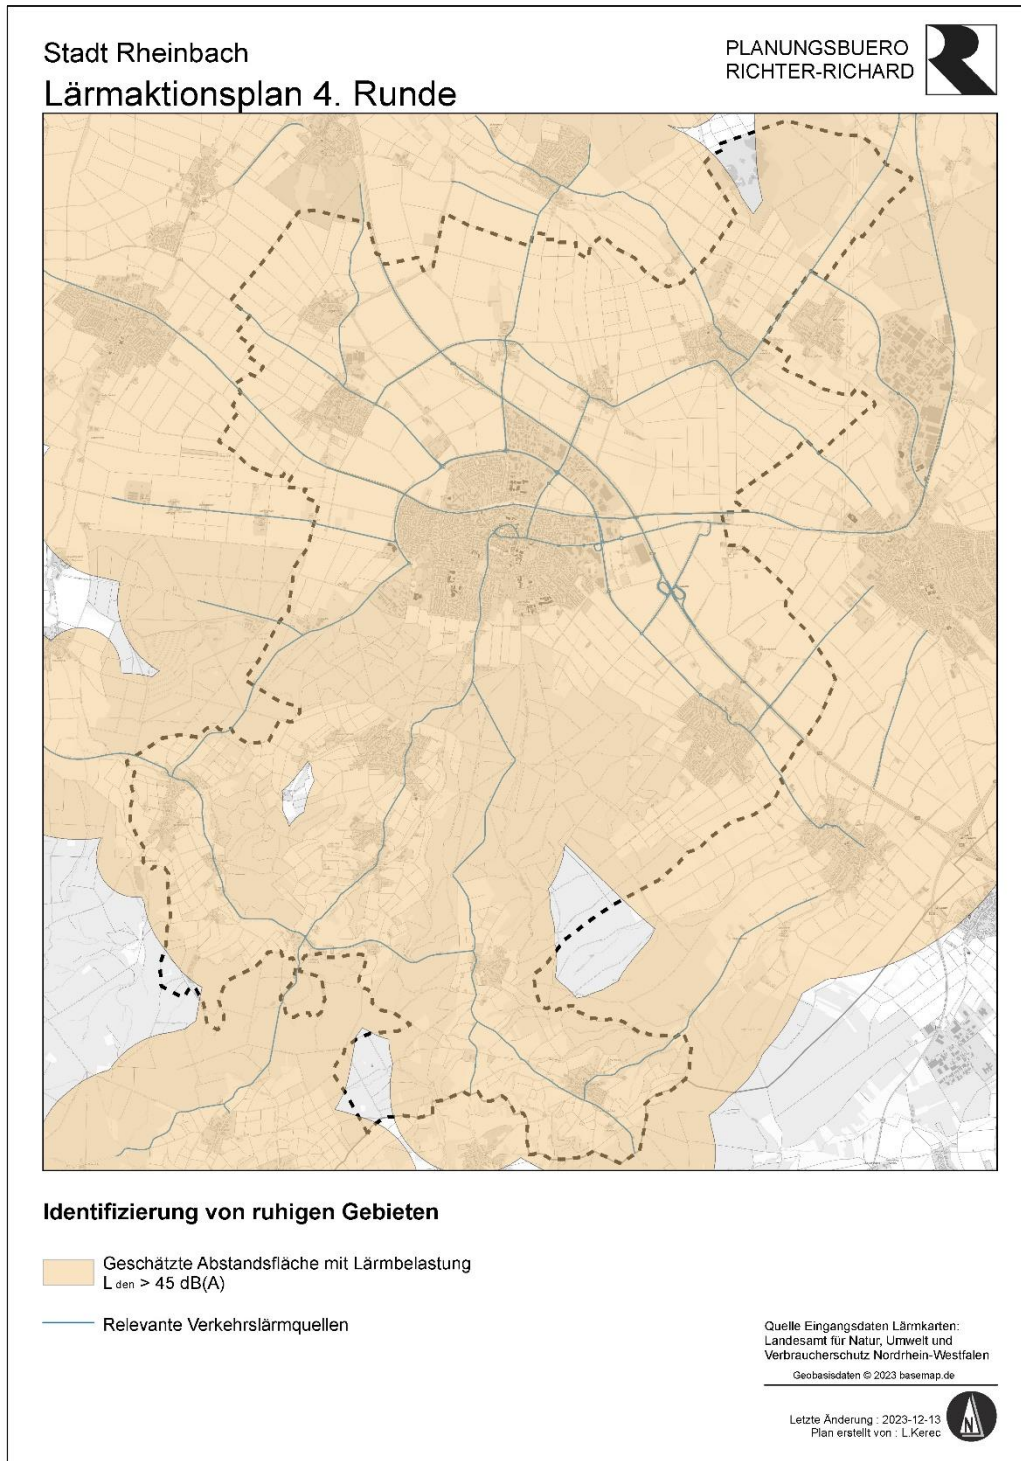 Stadt Rheinbach
Lärmaktionsplan 4. Runde
PLANUNGSBUERO
RICHTER-RICHARD
Identifizierung von ruhigen Gebieten
Geschätzte Abstandsfläche mit Lärmbelastung
L den > 45 dB(A)
Relevante Verkehrslärmquellen
Quelle Eingangsdaten Lärmkarten:
Landesamt für Natur, Umwelt und
Verbraucherschutz Nordrhein-Westfalen
Geobasisdaten © 2023 basemap.de
Letzte Änderung : 2023-12-13
Plan erstellt von : L.Kerec
N